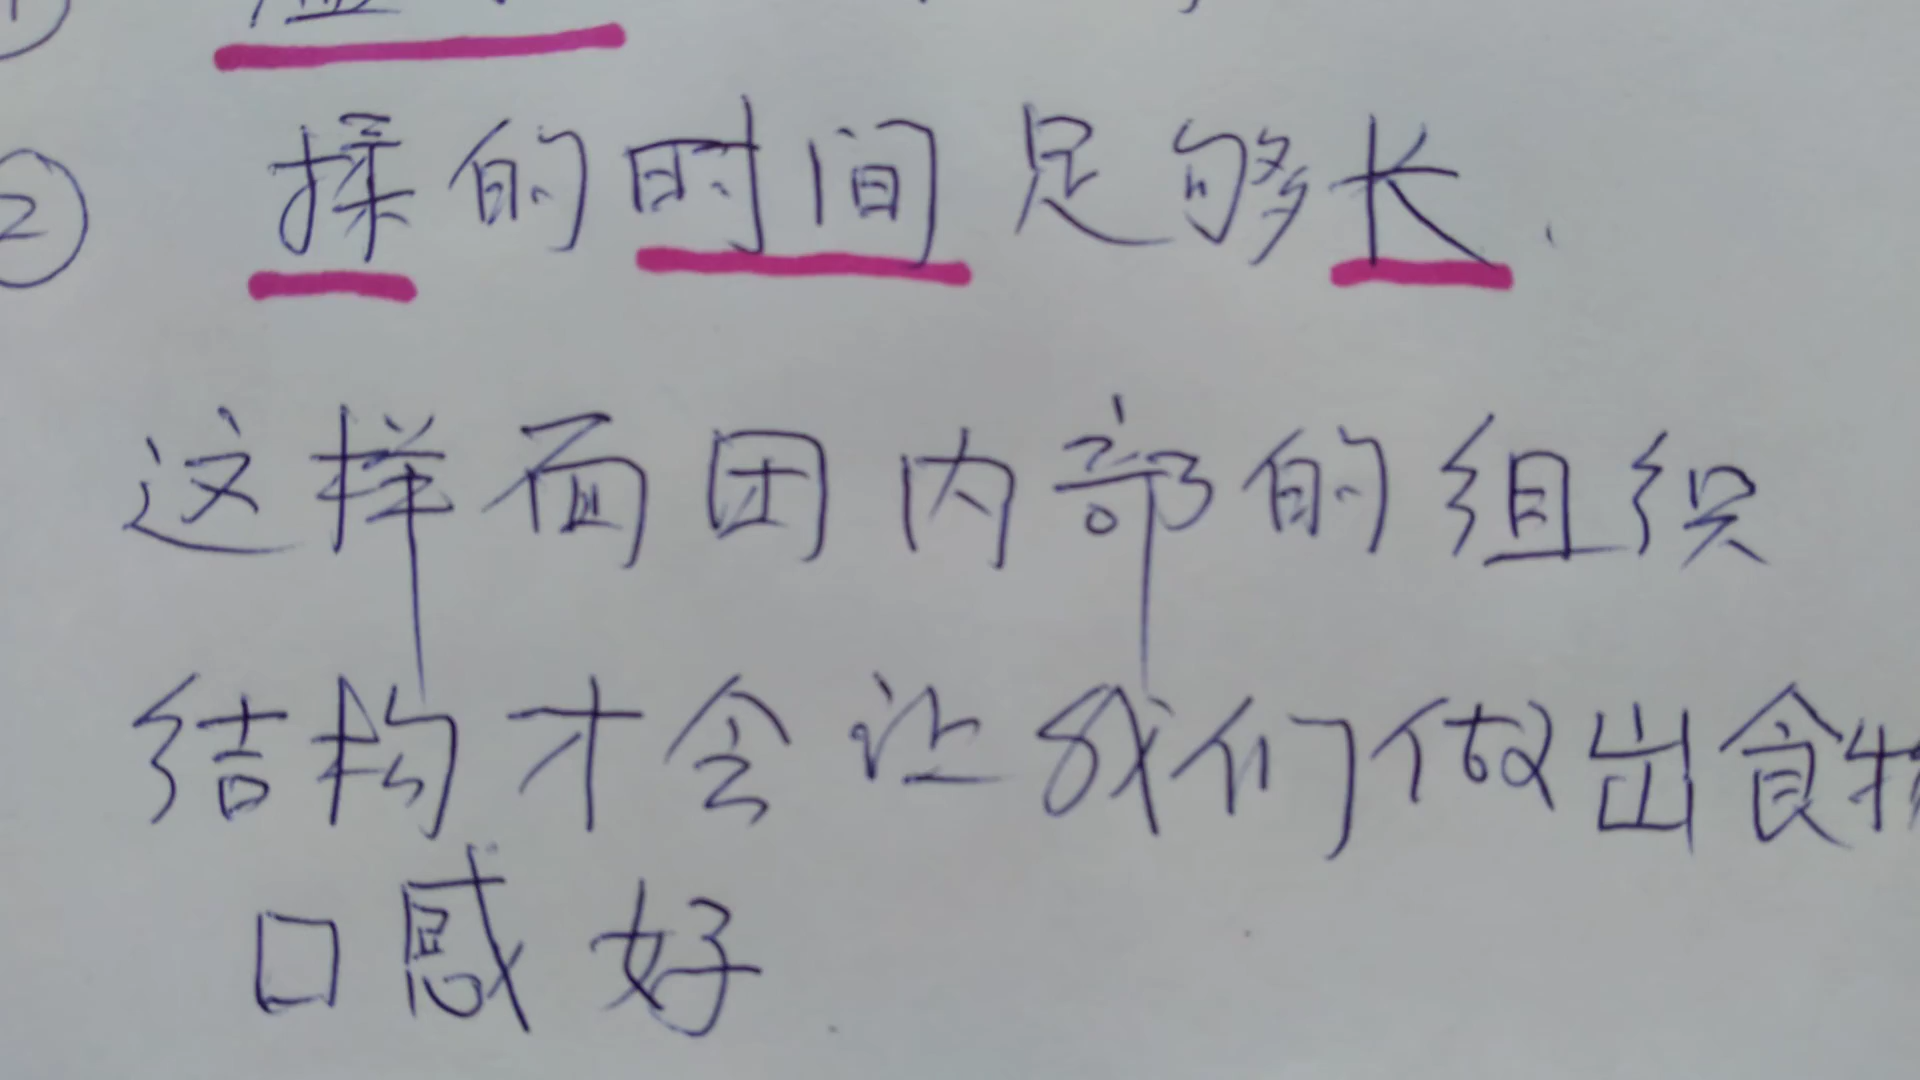 ② 揉的时间足够长.
这样面团内部的组织
结构才会让我们做出食物
口感好